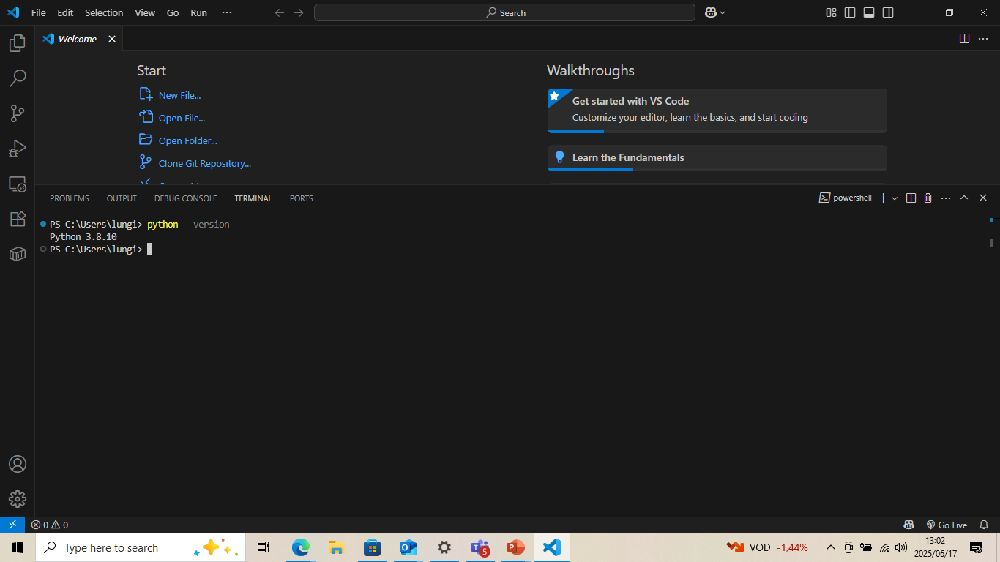 File Edit Selection View Go Run ···
Search
Welcome
Start
New File...
Open File...
Open Folder...
Clone Git Repository...
Walkthroughs
Get started with VS Code
Customize your editor, learn the basics, and start coding
Learn the Fundamentals
PROBLEMS OUTPUT DEBUG CONSOLE TERMINAL PORTS
powershell
PS C:\Users\lungi> python --version
Python 3.8.10
PS C:\Users\lungi>
0 0
Go Live
Type here to search
5
VOD -1,44%
13:02
2025/06/17